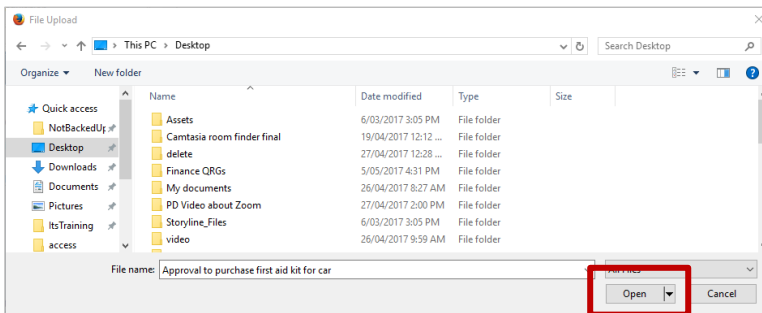 File Upload
This PC > Desktop
Search Desktop
Organize
New folder
Name
Date modified
Type
Size
Quick access
NotBackedUp
Desktop
Downloads
Documents
Pictures
ItsTraining
access
Assets 6/03/2017 3:05 PM File folder
Camtasia room finder final 19/04/2017 12:12 ... File folder
delete 27/04/2017 12:28 ... File folder
Finance QRGs 5/05/2017 4:31 PM File folder
My documents 26/04/2017 8:27 AM File folder
PD Video about Zoom 27/04/2017 2:00 PM File folder
Storyline_Files 6/03/2017 3:05 PM File folder
video 26/04/2017 9:59 AM File folder
File name: Approval to purchase first aid kit for car
All Files
Open
Cancel